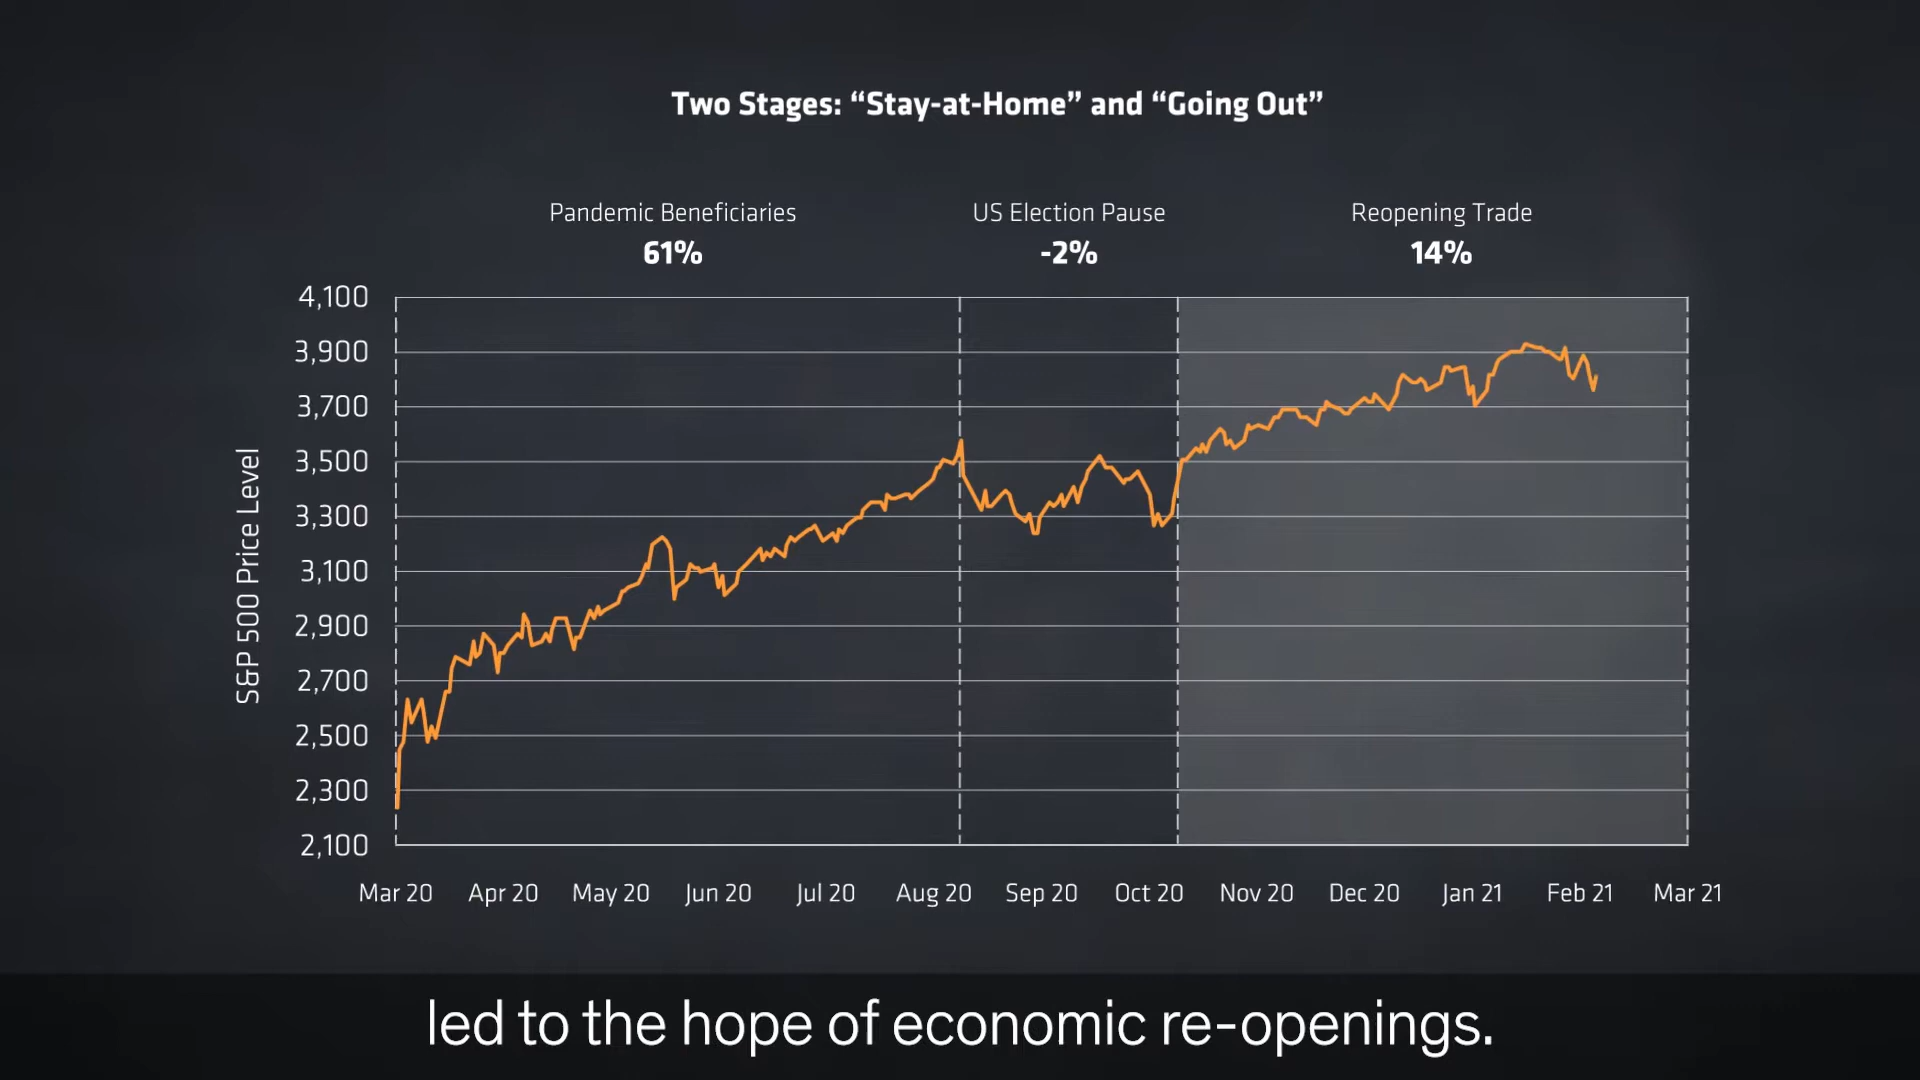 Two Stages: “Stay-at-Home” and “Going Out”
Pandemic Beneficiaries
61%
US Election Pause
-2%
Reopening Trade
14%
S&P 500 Price Level
4,100
3,900
3,700
3,500
3,300
3,100
2,900
2,700
2,500
2,300
2,100
Mar 20 Apr 20 May 20 Jun 20 Jul 20 Aug 20 Sep 20 Oct 20 Nov 20 Dec 20 Jan 21 Feb 21 Mar 21
led to the hope of economic re-openings.